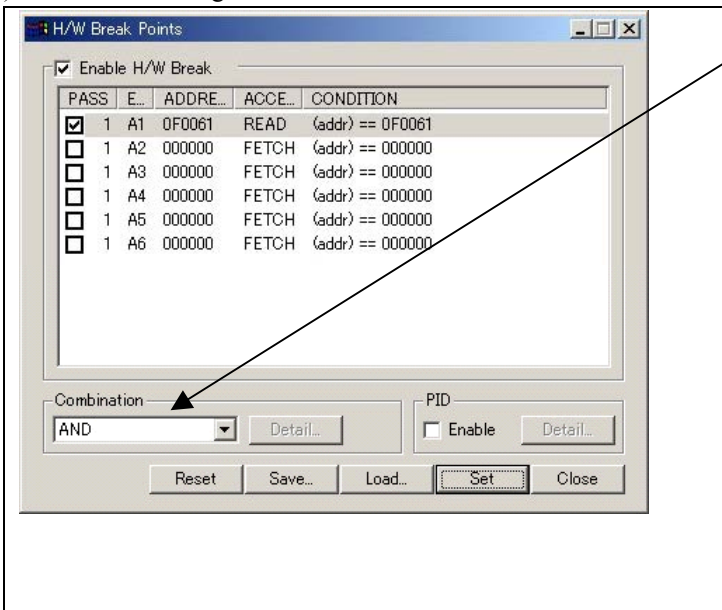 H/W Break Points
Enable H/W Break
PASS E... ADDRE... ACCE... CONDITION
1 A1 0F0061 READ (addr) == 0F0061
1 A2 000000 FETCH (addr) == 000000
1 A3 000000 FETCH (addr) == 000000
1 A4 000000 FETCH (addr) == 000000
1 A5 000000 FETCH (addr) == 000000
1 A6 000000 FETCH (addr) == 000000
Combination
AND
Detail...
PID
Enable
Detail...
Reset Save... Load... Set Close